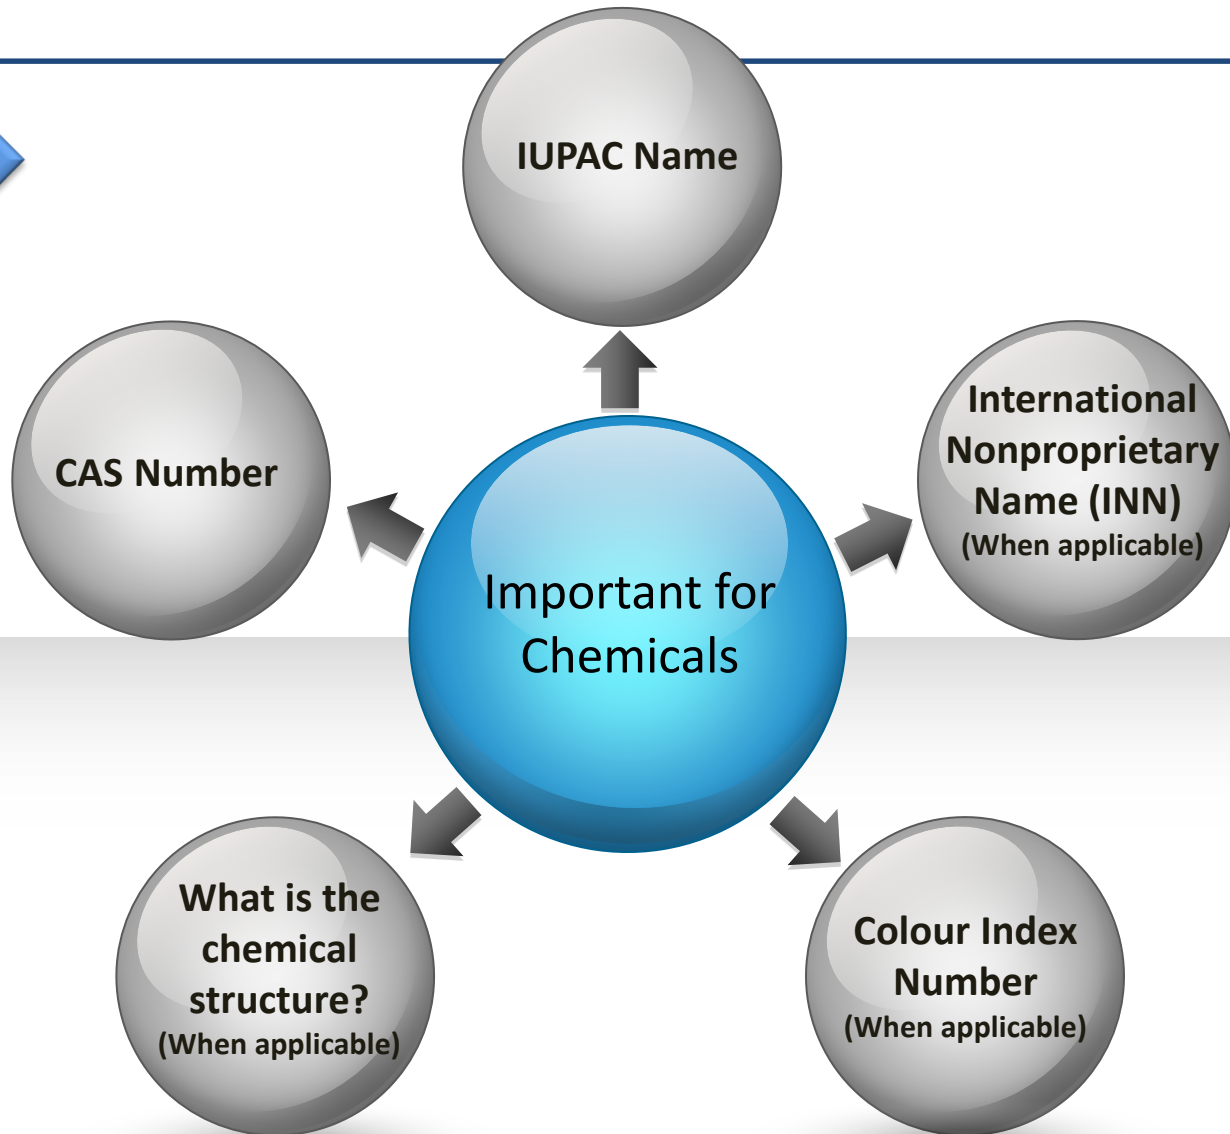 IUPAC Name
CAS Number
International
Nonproprietary
Name (INN)
(When applicable)
Important for
Chemicals
What is the
chemical
structure?
(When applicable)
Colour Index
Number
(When applicable)